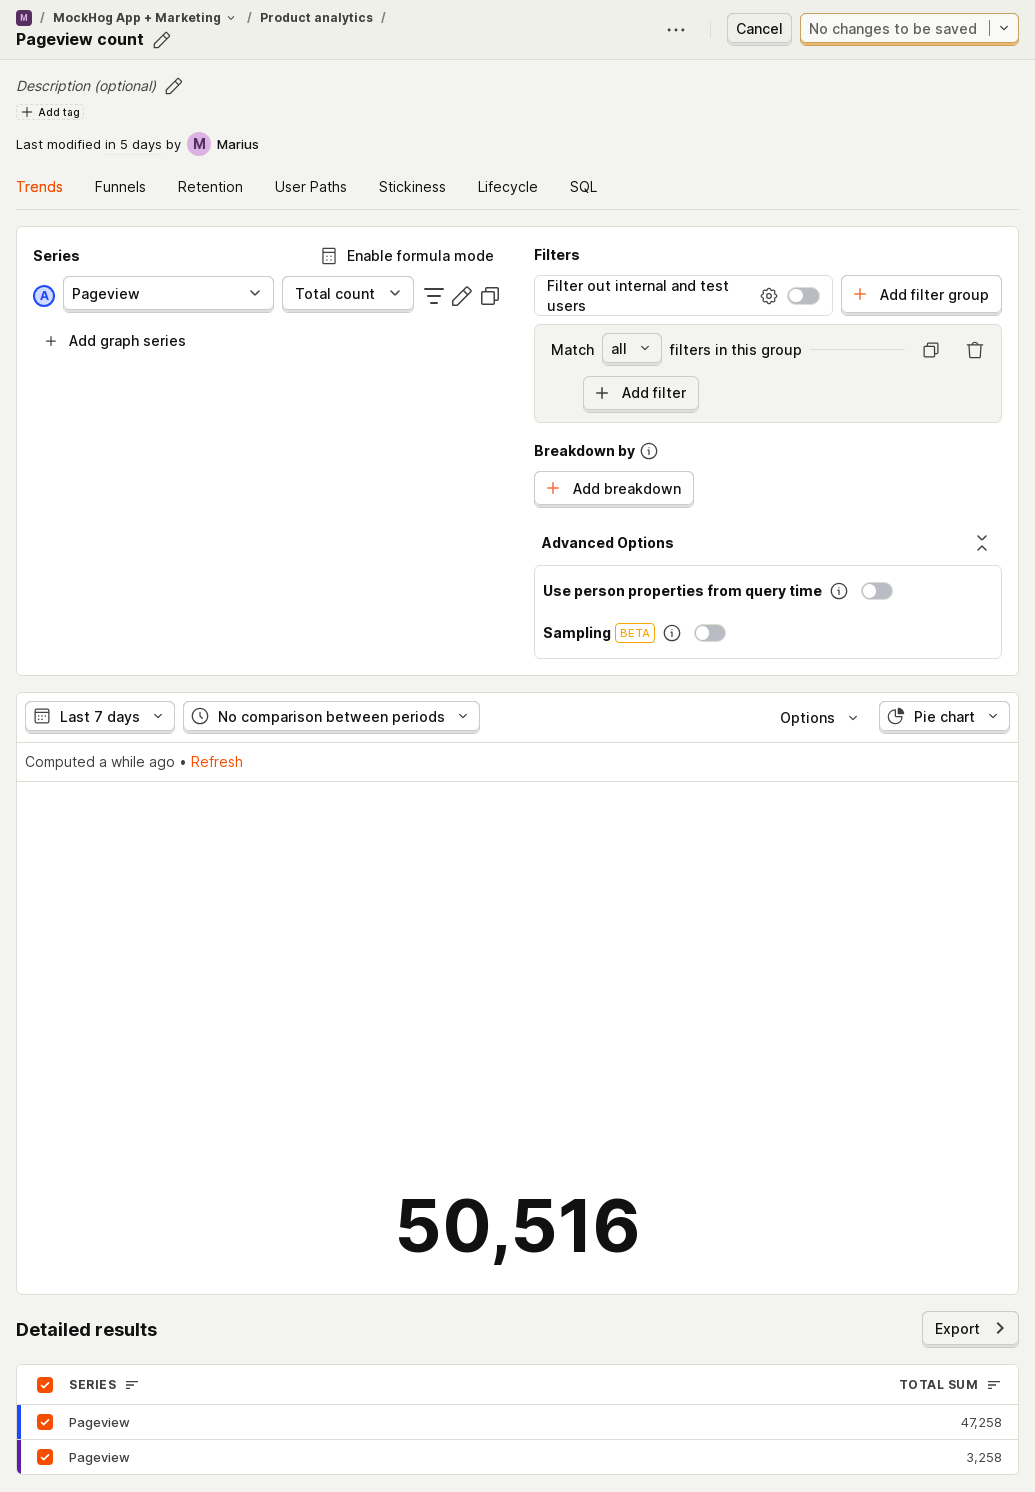 M / MockHog App + Marketing / Product analytics /
Pageview count
Cancel
No changes to be saved
Description (optional)
Add tag
Last modified in 5 days by M Marius
Trends Funnels Retention User Paths Stickiness Lifecycle SQL
Series
Enable formula mode
A Pageview Total count
Add graph series
Filters
Filter out internal and test users
Add filter group
Match all filters in this group
Add filter
Breakdown by
Add breakdown
Advanced Options
Use person properties from query time
Sampling BETA
Last 7 days No comparison between periods Options Pie chart
Computed a while ago • Refresh
50,516
Detailed results
Export
SERIES TOTAL SUM
Pageview 47,258
Pageview 3,258